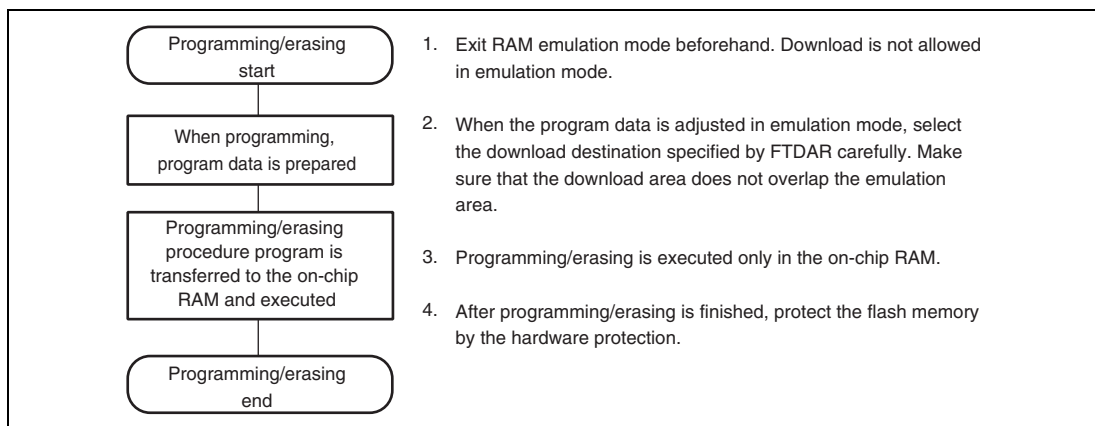 Programming/erasing
start
When programming,
program data is prepared
Programming/erasing
procedure program is
transferred to the on-chip
RAM and executed
Programming/erasing
end
1. Exit RAM emulation mode beforehand. Download is not allowed
in emulation mode.
2. When the program data is adjusted in emulation mode, select
the download destination specified by FTDAR carefully. Make
sure that the download area does not overlap the emulation
area.
3. Programming/erasing is executed only in the on-chip RAM.
4. After programming/erasing is finished, protect the flash memory
by the hardware protection.